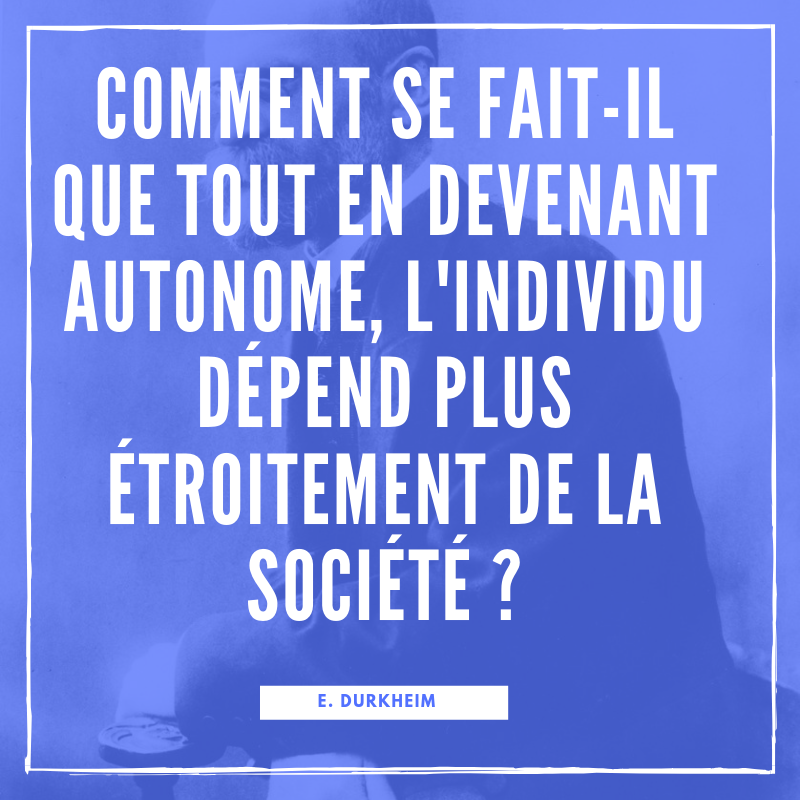 COMMENT SE FAIT-IL
QUE TOUT EN DEVENANT
AUTONOME, L'INDIVIDU
DÉPEND PLUS
ÉTROITEMENT DE LA
SOCIÉTÉ ?
E. DURKHEIM